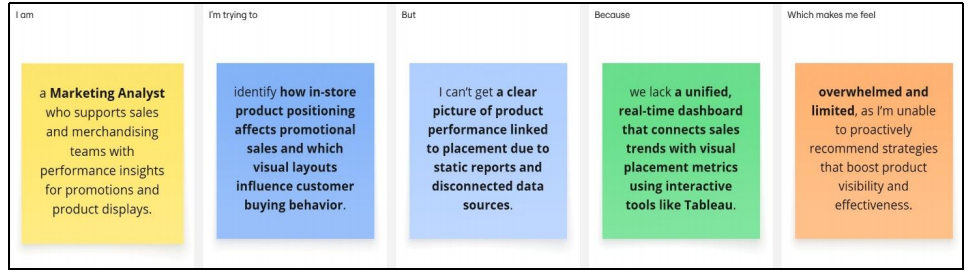 I am
a Marketing Analyst
who supports sales
and merchandising
teams with
performance insights
for promotions and
product displays.
I'm trying to
identify how in-store
product positioning
affects promotional
sales and which
visual layouts
influence customer
buying behavior.
But
I can't get a clear
picture of product
performance linked
to placement due to
static reports and
disconnected data
sources.
Because
we lack a unified,
real-time dashboard
that connects sales
trends with visual
placement metrics
using interactive
tools like Tableau.
Which makes me feel
overwhelmed and
limited, as I'm unable
to proactively
recommend strategies
that boost product
visibility and
effectiveness.